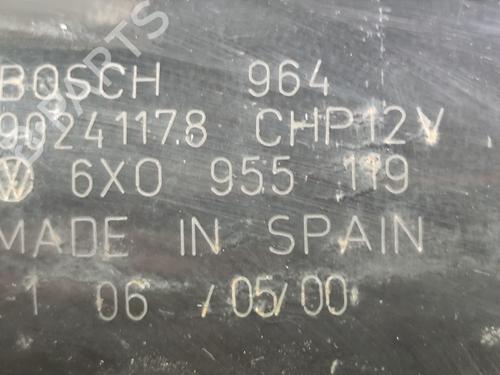 BOSCH 964
90241178 CHP12V
6X0 955 119
MADE IN SPAIN
1 06 /05/00